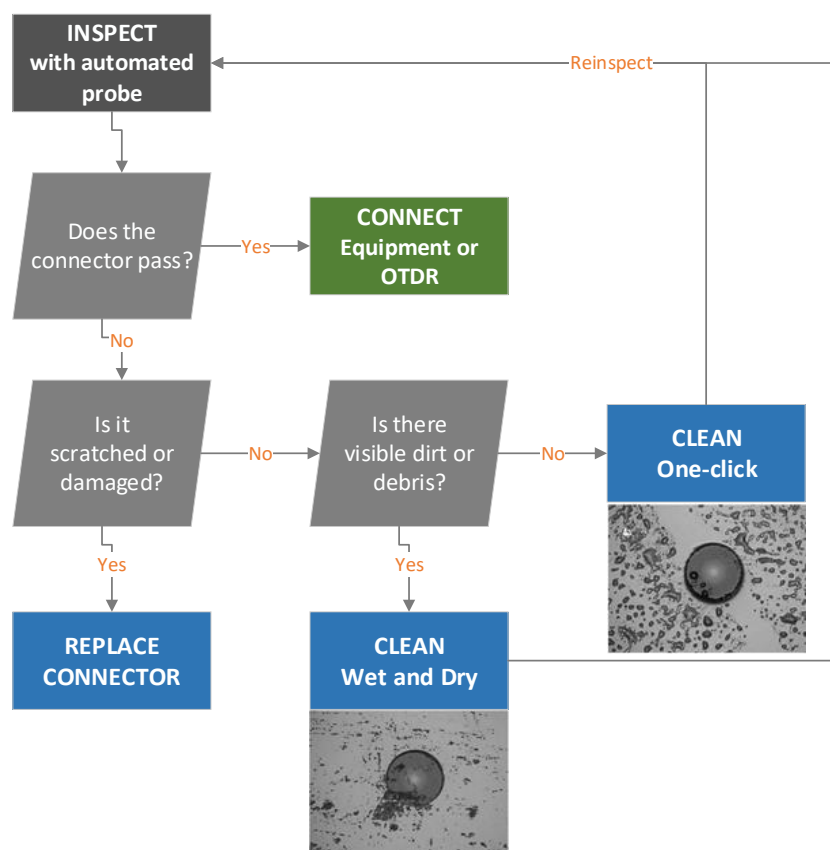 INSPECT
with automated
probe
Reinspect
Does the
connector pass?
Yes
CONNECT
Equipment or
OTDR
No
Is it
scratched or
damaged?
No
Is there
visible dirt or
debris?
No
CLEAN
One-click
Yes
Yes
REPLACE
CONNECTOR
CLEAN
Wet and Dry